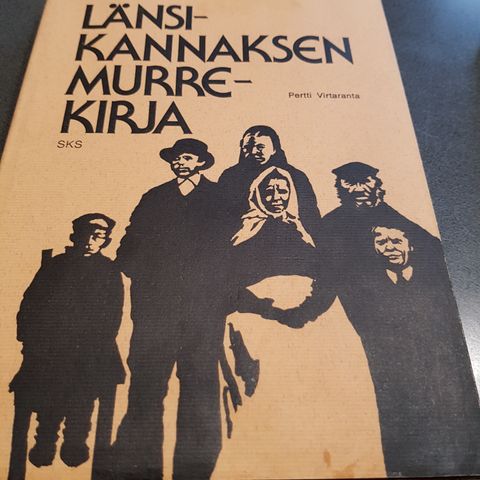 LÄNSI-
KANNAKSEN
MURRE-
KIRJA
Pertti Virtaranta
SKS